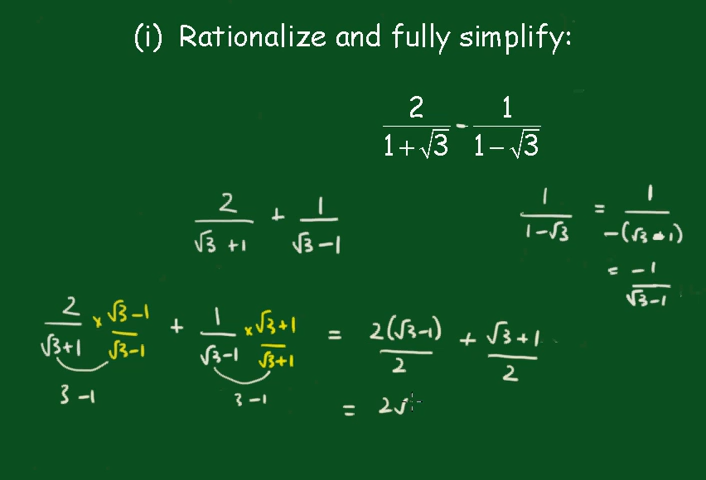 (i) Rationalize and fully simplify:
2/(1+√3) - 1/(1−√3)
2/(√3 +1) + 1/(√3 −1)
1/(1−√3) = 1/−(√3 − 1)
= −1/(√3−1)
2/(√3+1) × (√3−1)/(√3−1) + 1/(√3−1) × (√3+1)/(√3+1) = 2(√3−1)/2 + (√3+1)/2
3 −1
3 −1
= 2√